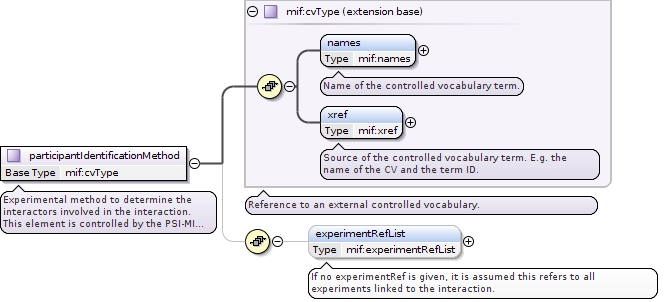 mif:cvType (extension base)
names
Type mif:names
Name of the controlled vocabulary term.
xref
Type mif:xref
Source of the controlled vocabulary term. E.g. the
name of the CV and the term ID.
participantIdentificationMethod
Base Type mif:cvType
Experimental method to determine the
interactors involved in the interaction.
This element is controlled by the PSI-MI...
Reference to an external controlled vocabulary.
experimentRefList
Type mif:experimentRefList
If no experimentRef is given, it is assumed this refers to all
experiments linked to the interaction.